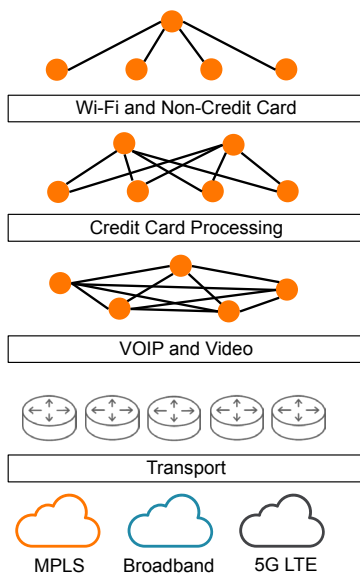 Wi-Fi and Non-Credit Card
Credit Card Processing
VOIP and Video
Transport
MPLS
Broadband
5G LTE